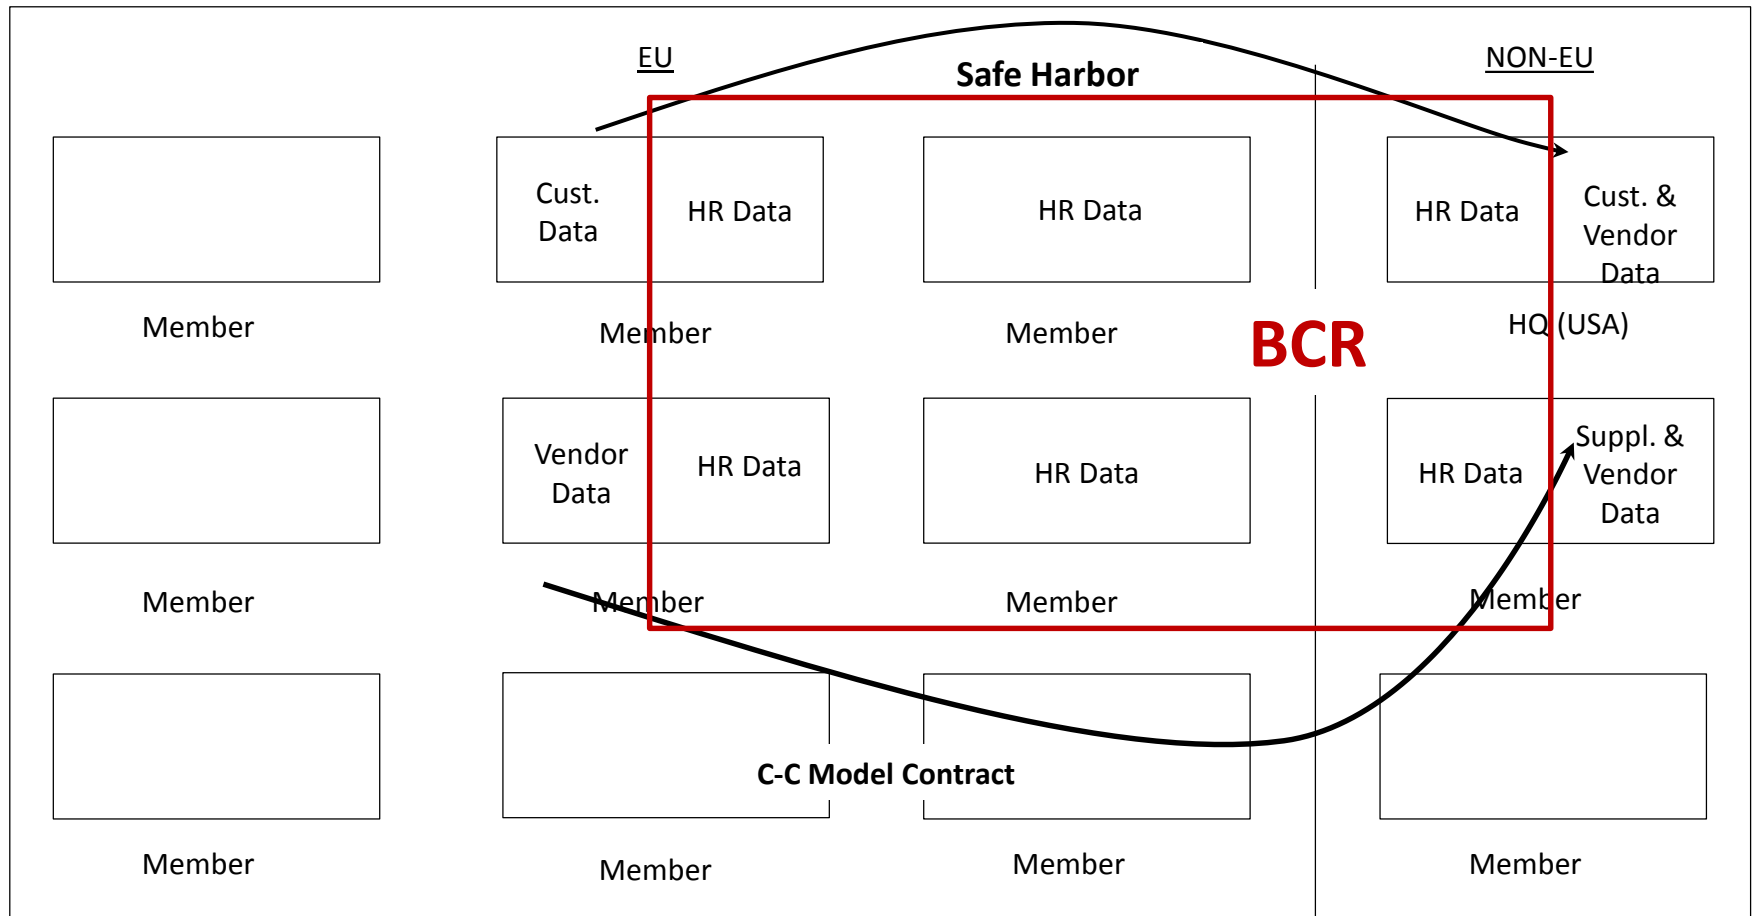 EU
NON-EU
Safe Harbor
Cust.
Data
HR Data
HR Data
HR Data
Cust. &
Vendor
Data
Member
Member
Member
HQ (USA)
BCR
Vendor
Data
HR Data
HR Data
HR Data
Suppl. &
Vendor
Data
Member
Member
Member
Member
C-C Model Contract
Member
Member
Member
Member